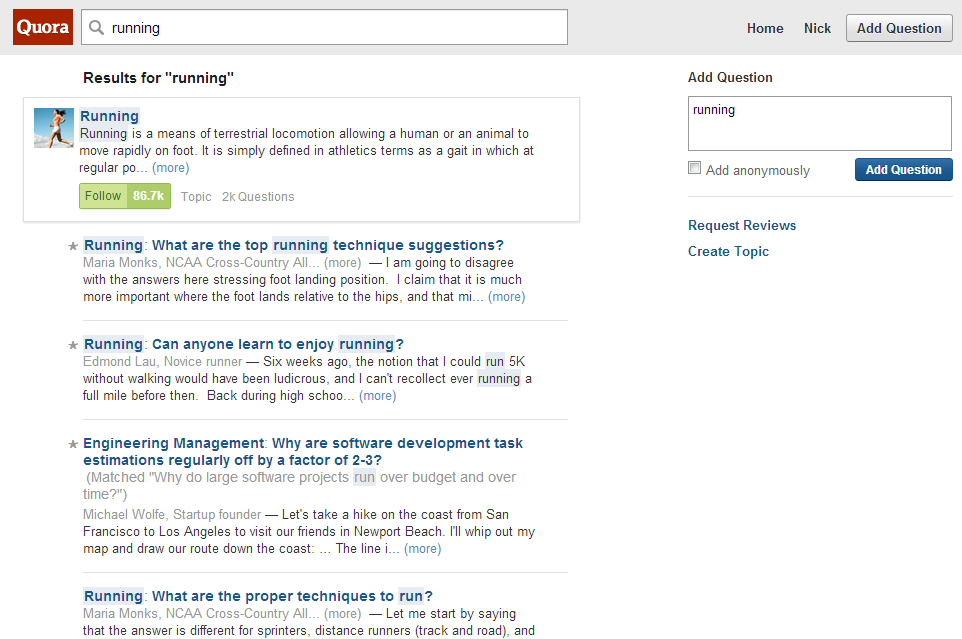 Quora
running
Home
Nick
Add Question
Results for "running"
Running
Running is a means of terrestrial locomotion allowing a human or an animal to
move rapidly on foot. It is simply defined in athletics terms as a gait in which at
regular po... (more)
Follow 86.7k Topic 2k Questions
Running: What are the top running technique suggestions?
Maria Monks, NCAA Cross-Country All... (more) — I am going to disagree
with the answers here stressing foot landing position.  I claim that it is much
more important where the foot lands relative to the hips, and that mi... (more)
Running: Can anyone learn to enjoy running?
Edmond Lau, Novice runner — Six weeks ago, the notion that I could run 5K
without walking would have been ludicrous, and I can't recollect ever running a
full mile before then.  Back during high schoo... (more)
Engineering Management: Why are software development task
estimations regularly off by a factor of 2-3?
(Matched "Why do large software projects run over budget and over
time?")
Michael Wolfe, Startup founder — Let's take a hike on the coast from San
Francisco to Los Angeles to visit our friends in Newport Beach. I'll whip out my
map and draw our route down the coast: ... The line i... (more)
Running: What are the proper techniques to run?
Maria Monks, NCAA Cross-Country All... (more) — Let me start by saying
that the answer is different for sprinters, distance runners (track and road), and
Add Question
running
Add anonymously
Add Question
Request Reviews
Create Topic